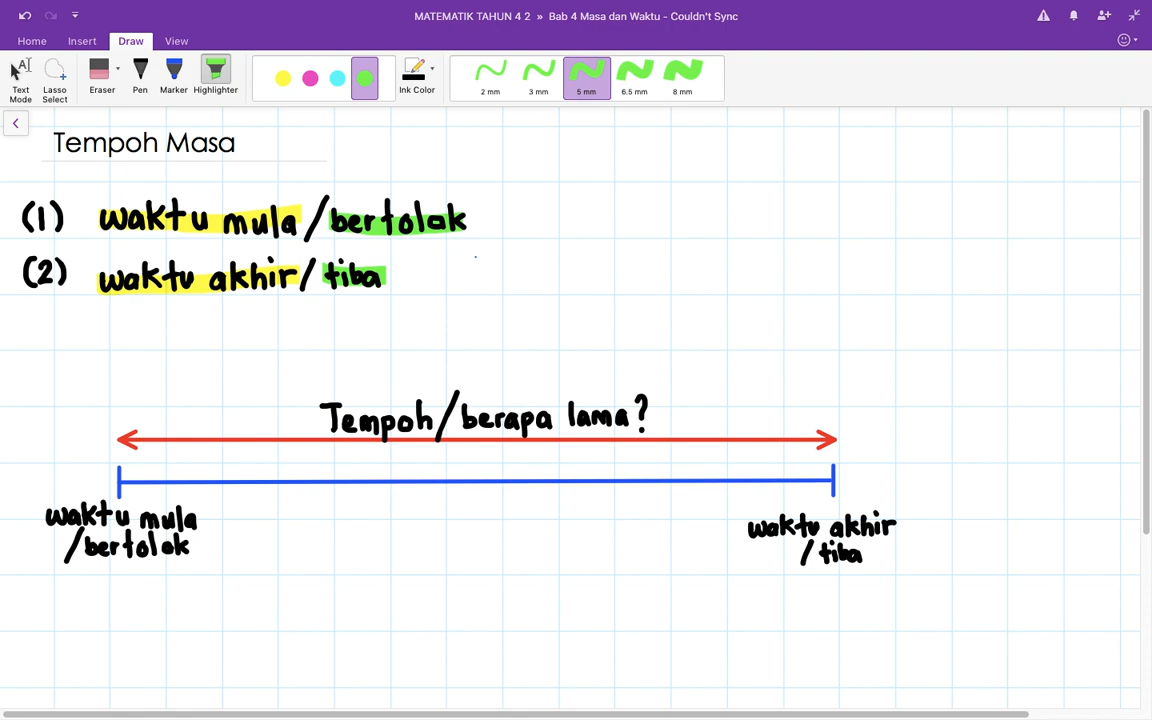 MATEMATIK TAHUN 4 2 » Bab 4 Masa dan Waktu - Couldn't Sync
Home Insert Draw View
Text Mode
Lasso Select
Eraser
Pen
Marker
Highlighter
Ink Color
2 mm
3 mm
5 mm
6.5 mm
8 mm
Tempoh Masa
(1) waktu mula/bertolak
(2) waktu akhir/tiba
Tempoh/berapa lama?
waktu mula
/bertolak
waktu akhir
/tiba